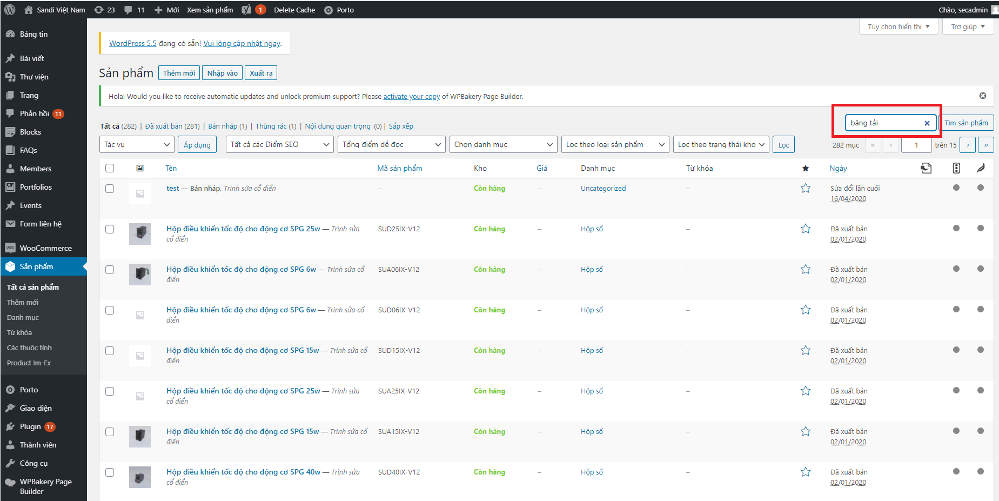 Sandi Việt Nam 23 11 Mới Xem sản phẩm 1 Delete Cache Porto Chào, secadmin
Bảng tin
Bài viết
Thư viện
Trang
Phản hồi 11
Blocks
FAQs
Members
Portfolios
Events
Form liên hệ
WooCommerce
Sản phẩm
Tất cả sản phẩm
Thêm mới
Danh mục
Từ khóa
Các thuộc tính
Product Im-Ex
Porto
Giao diện
Plugin 17
Thành viên
Công cụ
WPBakery Page
Builder
Tùy chọn hiển thị Trợ giúp
WordPress 5.5 đang có sẵn! Vui lòng cập nhật ngay.
Sản phẩm Thêm mới Nhập vào Xuất ra
Hola! Would you like to receive automatic updates and unlock premium support? Please activate your copy of WPBakery Page Builder.
băng tải Tìm sản phẩm
Tất cả (282) | Đã xuất bản (281) | Bản nháp (1) | Thùng rác (1) | Nội dung quan trọng (0) | Sắp xếp
Tác vụ Áp dụng Tất cả các Điểm SEO Tổng điểm dễ đọc Chọn danh mục Lọc theo loại sản phẩm Lọc theo trạng thái kho Lọc 282 mục « ‹ 1 trên 15 › »
Tên Mã sản phẩm Kho Giá Danh mục Từ khóa Ngày
test — Bản nháp, Trình sửa cổ điển – Còn hàng – Uncategorized – Sửa đổi lần cuối
16/04/2020
Hộp điều khiển tốc độ cho động cơ SPG 25w — Trình sửa SUD25IX-V12 Còn hàng – Hộp số – Đã xuất bản
cổ điển 02/01/2020
Hộp điều khiển tốc độ cho động cơ SPG 6w — Trình sửa cổ SUA06IX-V12 Còn hàng – Hộp số – Đã xuất bản
điển 02/01/2020
Hộp điều khiển tốc độ cho động cơ SPG 6w — Trình sửa cổ SUD06IX-V12 Còn hàng – Hộp số – Đã xuất bản
điển 02/01/2020
Hộp điều khiển tốc độ cho động cơ SPG 15w — Trình sửa cổ SUD15IX-V12 Còn hàng – Hộp số – Đã xuất bản
điển 02/01/2020
Hộp điều khiển tốc độ cho động cơ SPG 25w — Trình sửa SUA25IX-V12 Còn hàng – Hộp số – Đã xuất bản
cổ điển 02/01/2020
Hộp điều khiển tốc độ cho động cơ SPG 15w — Trình sửa cổ SUA15IX-V12 Còn hàng – Hộp số – Đã xuất bản
điển 02/01/2020
Hộp điều khiển tốc độ cho động cơ SPG 40w — Trình sửa SUD40IX-V12 Còn hàng – Hộp số – Đã xuất bản
cổ điển 02/01/2020